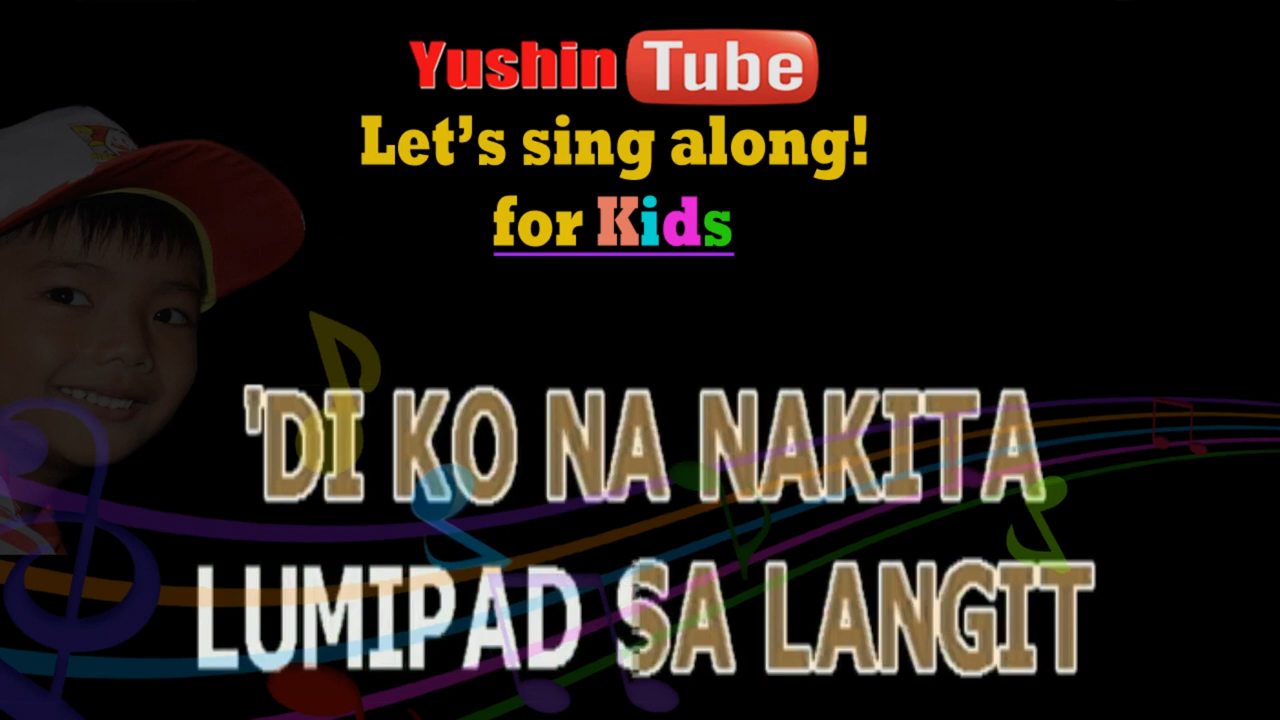 Yushin Tube
Let's sing along!
for Kids
'DI KO NA NAKITA
LUMIPAD SA LANGIT